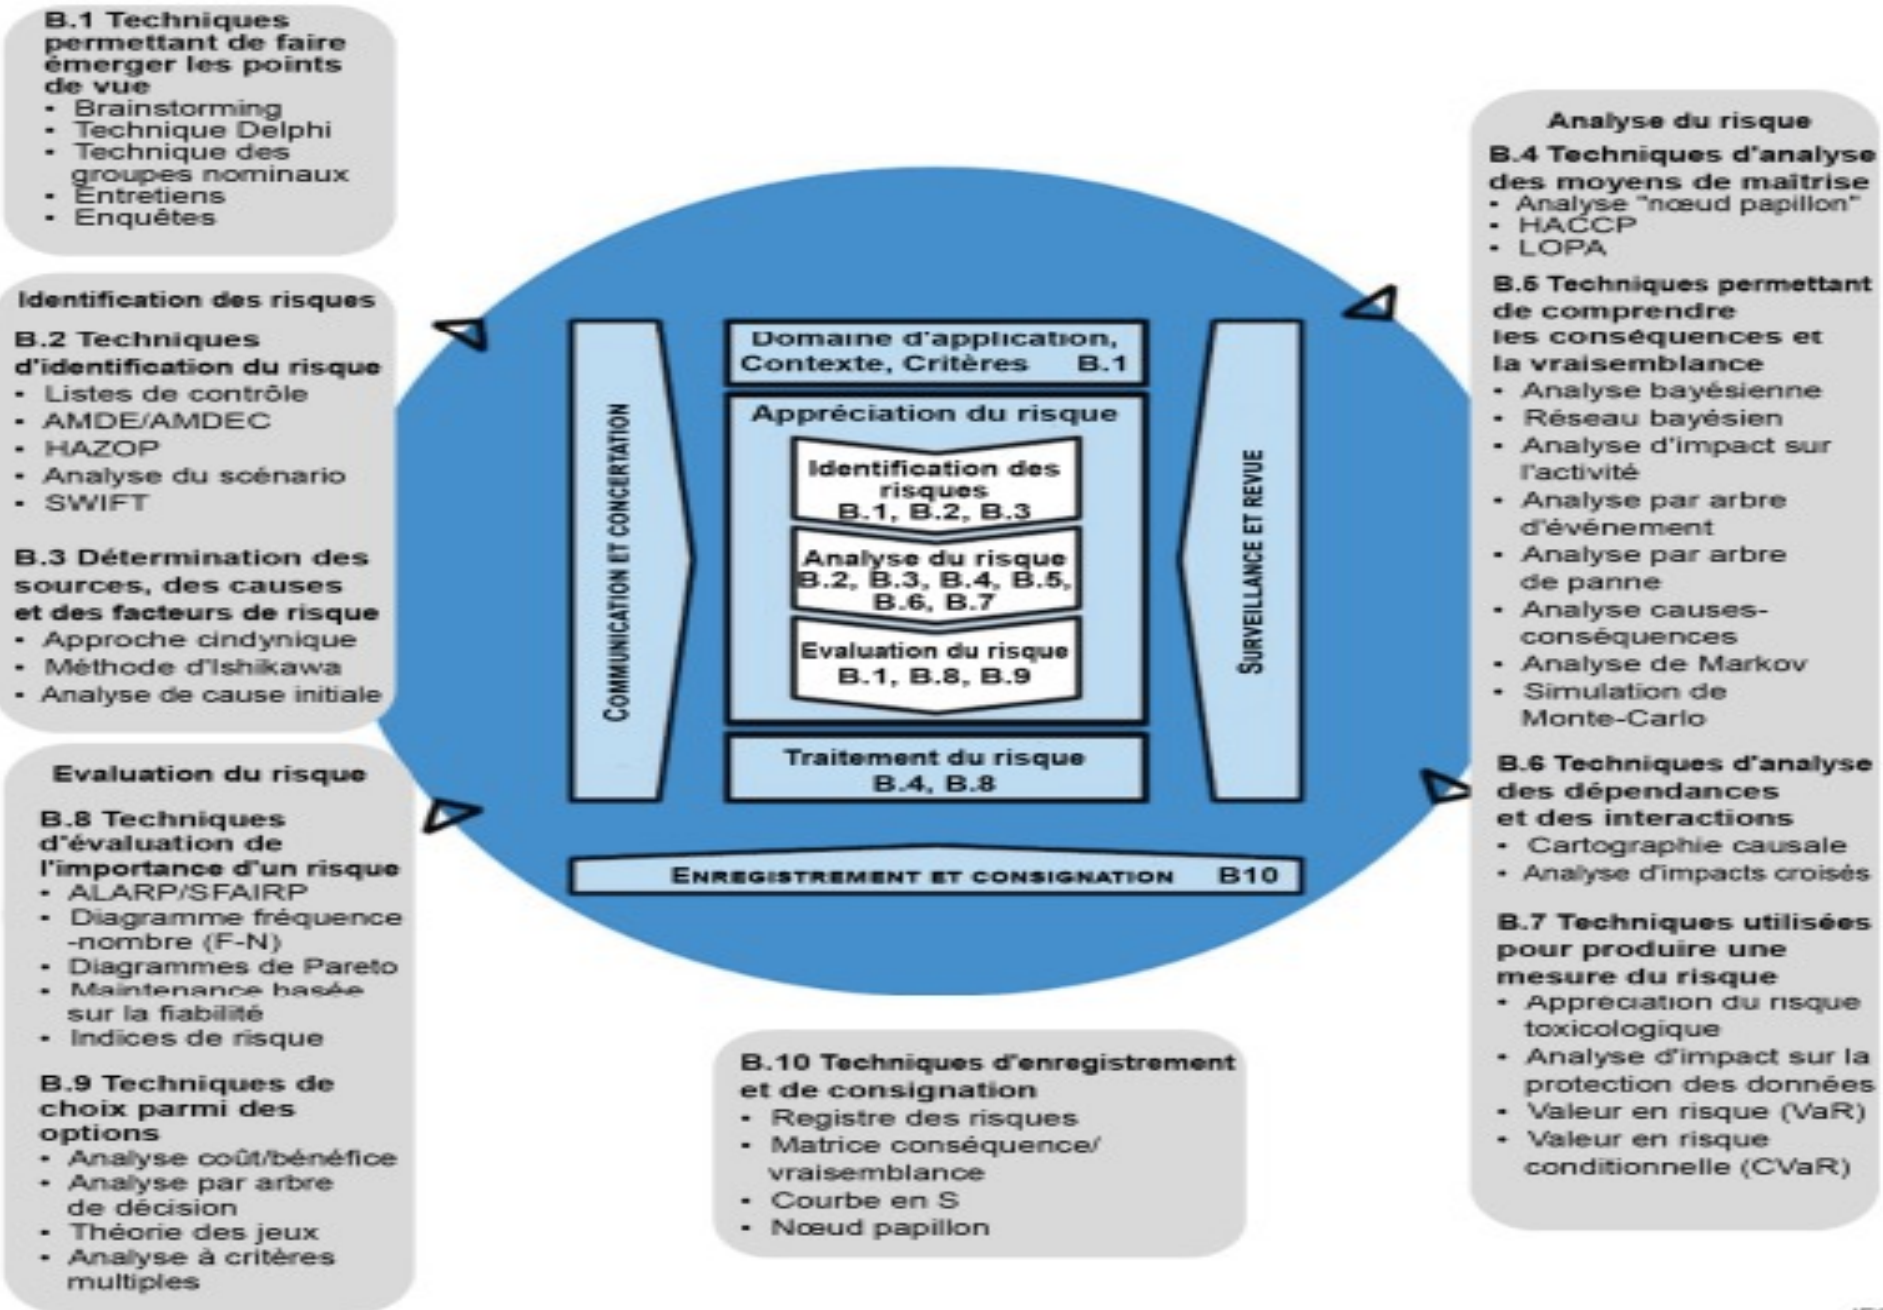 B.1 Techniques
permettant de faire
émerger les points
de vue
• Brainstorming
• Technique Delphi
• Technique des
groupes nominaux
• Entretiens
• Enquêtes
Identification des risques
B.2 Techniques
d'identification du risque
• Listes de contrôle
• AMDE/AMDEC
• HAZOP
• Analyse du scénario
• SWIFT
B.3 Détermination des
sources, des causes
et des facteurs de risque
• Approche cindynique
• Méthode d'Ishikawa
• Analyse de cause initiale
Evaluation du risque
B.8 Techniques
d'évaluation de
l'importance d'un risque
• ALARP/SFAIRP
• Diagramme fréquence
-nombre (F-N)
• Diagrammes de Pareto
• Maintenance basée
sur la fiabilité
• Indices de risque
B.9 Techniques de
choix parmi des
options
• Analyse coût/bénéfice
• Analyse par arbre
de décision
• Théorie des jeux
• Analyse à critères
multiples
COMMUNICATION ET CONCERTATION
Domaine d'application,
Contexte, Critères B.1
Appréciation du risque
Identification des
risques
B.1, B.2, B.3
Analyse du risque
B.2, B.3, B.4, B.5,
B.6, B.7
Evaluation du risque
B.1, B.8, B.9
Traitement du risque
B.4, B.8
SURVEILLANCE ET REVUE
ENREGISTREMENT ET CONSIGNATION B10
B.10 Techniques d'enregistrement
et de consignation
• Registre des risques
• Matrice conséquence/
vraisemblance
• Courbe en S
• Nœud papillon
Analyse du risque
B.4 Techniques d'analyse
des moyens de maîtrise
• Analyse "nœud papillon"
• HACCP
• LOPA
B.5 Techniques permettant
de comprendre
les conséquences et
la vraisemblance
• Analyse bayésienne
• Réseau bayésien
• Analyse d'impact sur
l'activité
• Analyse par arbre
d'événement
• Analyse par arbre
de panne
• Analyse causes-
conséquences
• Analyse de Markov
• Simulation de
Monte-Carlo
B.6 Techniques d'analyse
des dépendances
et des interactions
• Cartographie causale
• Analyse d'impacts croisés
B.7 Techniques utilisées
pour produire une
mesure du risque
• Appréciation du risque
toxicologique
• Analyse d'impact sur la
protection des données
• Valeur en risque (VaR)
• Valeur en risque
conditionnelle (CVaR)